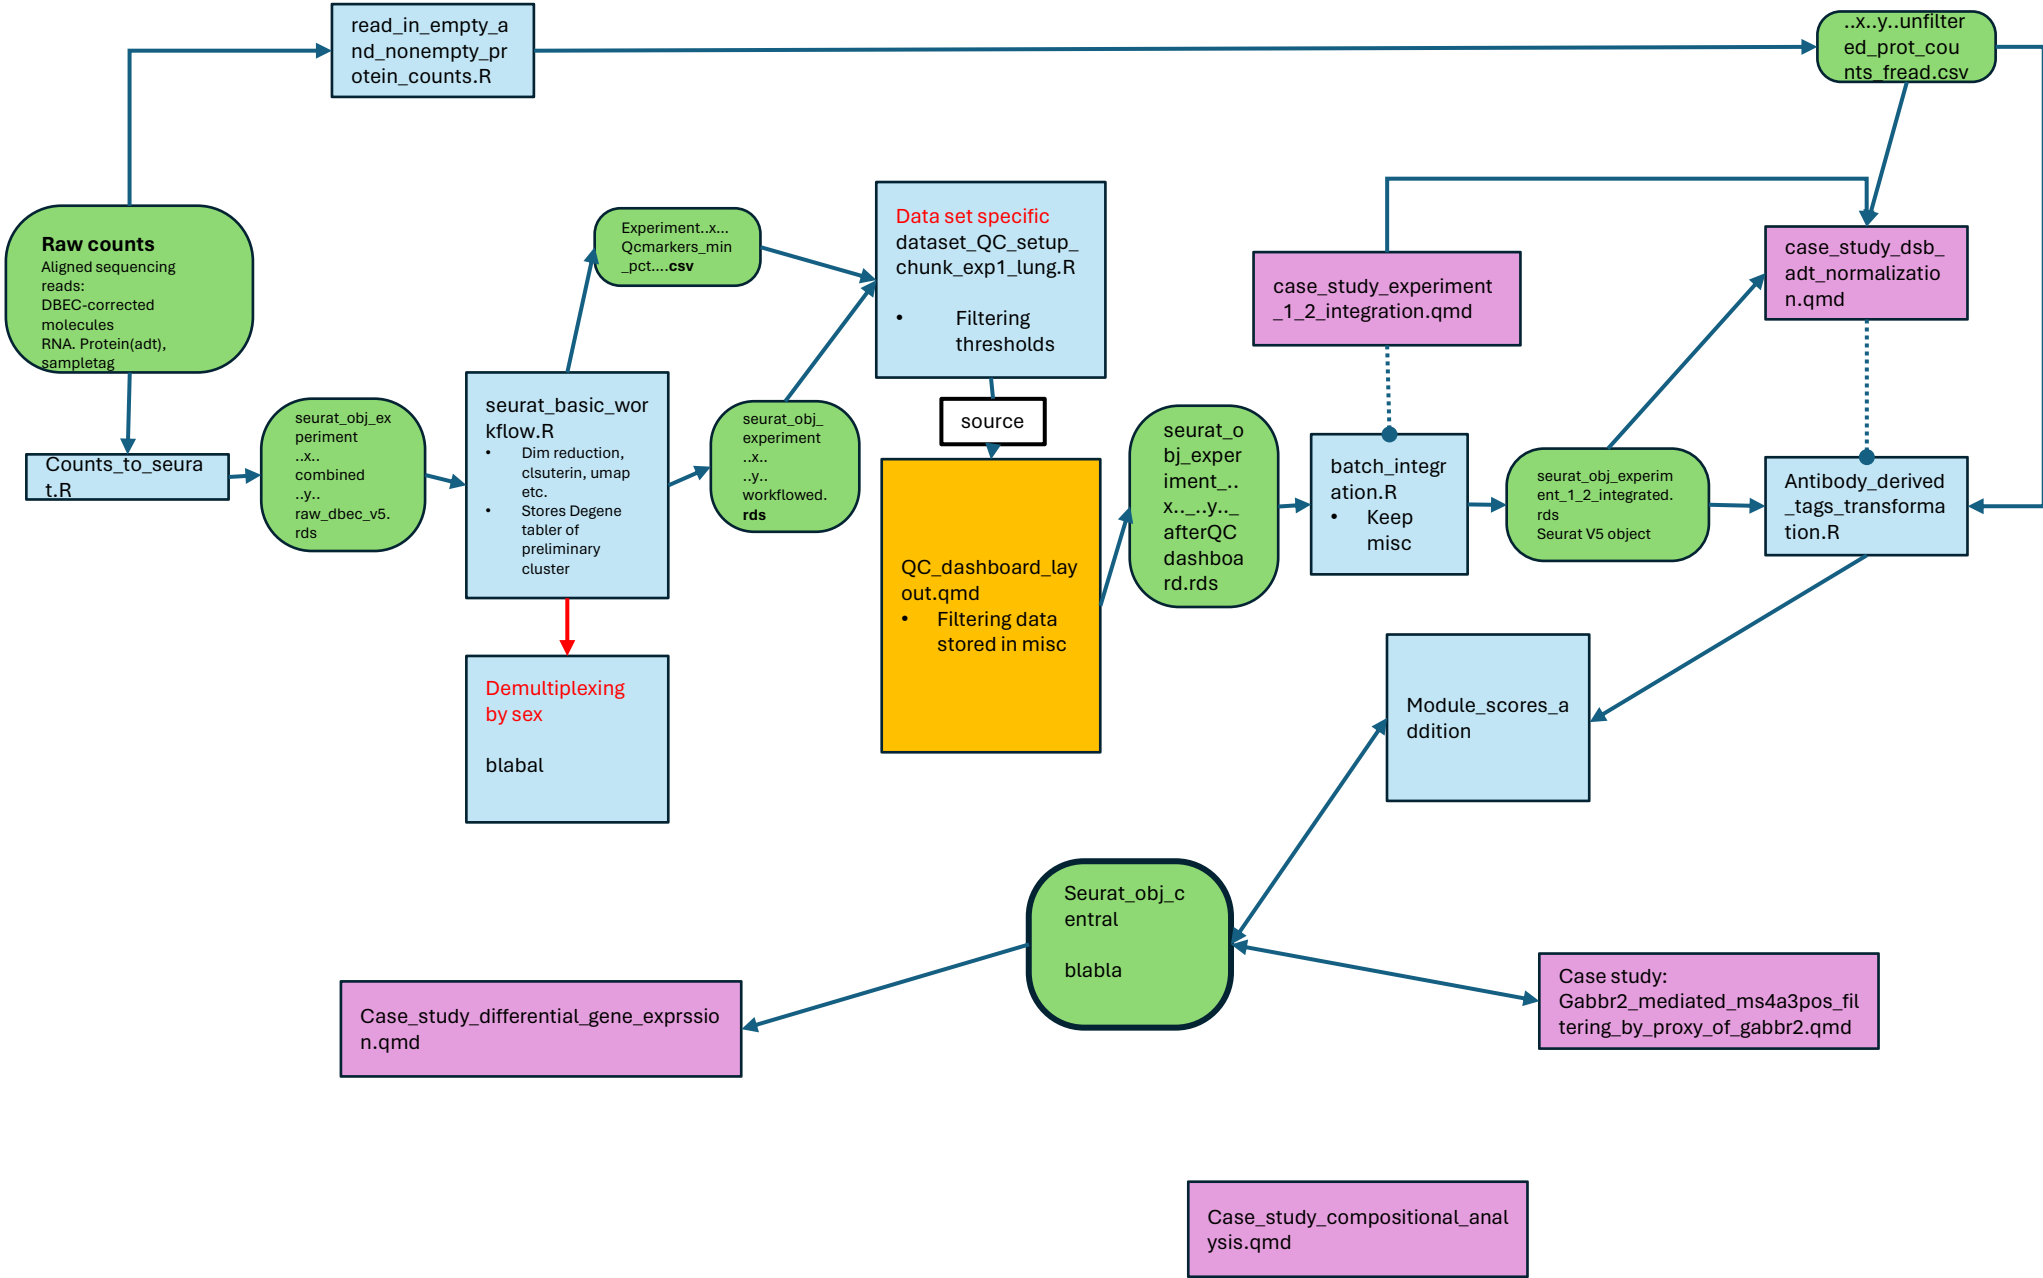 read_in_empty_a
nd_nonempty_pr
otein_counts.R
..x..y..unfilter
ed_prot_cou
nts_fread.csv
Raw counts
Aligned sequencing
reads:
DBEC-corrected
molecules
RNA. Protein(adt),
sampletag
Experiment..x...
Qcmarkers_min
_pct....csv
Data set specific
dataset_QC_setup_
chunk_exp1_lung.R
• Filtering
thresholds
case_study_experiment
_1_2_integration.qmd
case_study_dsb_
adt_normalizatio
n.qmd
Counts_to_seura
t.R
seurat_obj_ex
periment
..x..
combined
..y..
raw_dbec_v5.
rds
seurat_basic_wor
kflow.R
• Dim reduction,
clsuterin, umap
etc.
• Stores Degene
tabler of
preliminary
cluster
seurat_obj_
experiment
..x..
..y..
workflowed.
rds
source
QC_dashboard_lay
out.qmd
• Filtering data
stored in misc
seurat_o
bj_exper
iment_..
x.._..y.._
afterQC
dashboa
rd.rds
batch_integr
ation.R
• Keep
misc
seurat_obj_experim
ent_1_2_integrated.
rds
Seurat V5 object
Antibody_derived
_tags_transforma
tion.R
Demultiplexing
by sex
blabal
Module_scores_a
ddition
Seurat_obj_c
entral
blabla
Case_study_differential_gene_exprssio
n.qmd
Case study:
Gabbr2_mediated_ms4a3pos_fil
tering_by_proxy_of_gabbr2.qmd
Case_study_compositional_anal
ysis.qmd